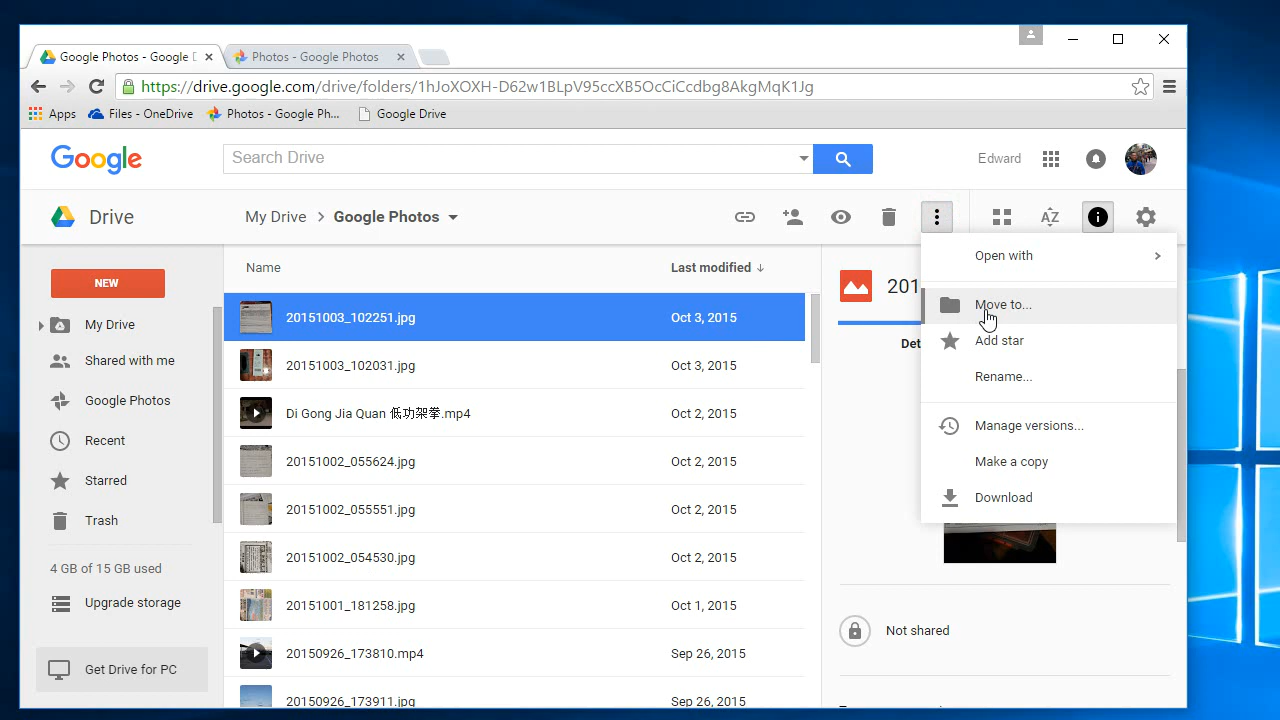 Google Photos - Google D
Photos - Google Photos
https://drive.google.com/drive/folders/1hJoXOXH-D62w1BLpV95ccXB5OcCiCcdbg8AkgMqK1Jg
Apps
Files - OneDrive
Photos - Google Ph...
Google Drive
Google
Search Drive
Edward
Drive
My Drive > Google Photos
AZ
NEW
My Drive
Shared with me
Google Photos
Recent
Starred
Trash
4 GB of 15 GB used
Upgrade storage
Get Drive for PC
Name Last modified
20151003_102251.jpg Oct 3, 2015
20151003_102031.jpg Oct 3, 2015
Di Gong Jia Quan 低功架拳.mp4 Oct 2, 2015
20151002_055624.jpg Oct 2, 2015
20151002_055551.jpg Oct 2, 2015
20151002_054530.jpg Oct 2, 2015
20151001_181258.jpg Oct 1, 2015
20150926_173810.mp4 Sep 26, 2015
20150926_173911.jpg Sep 26, 2015
201
Det
Open with
Move to...
Add star
Rename...
Manage versions...
Make a copy
Download
Not shared